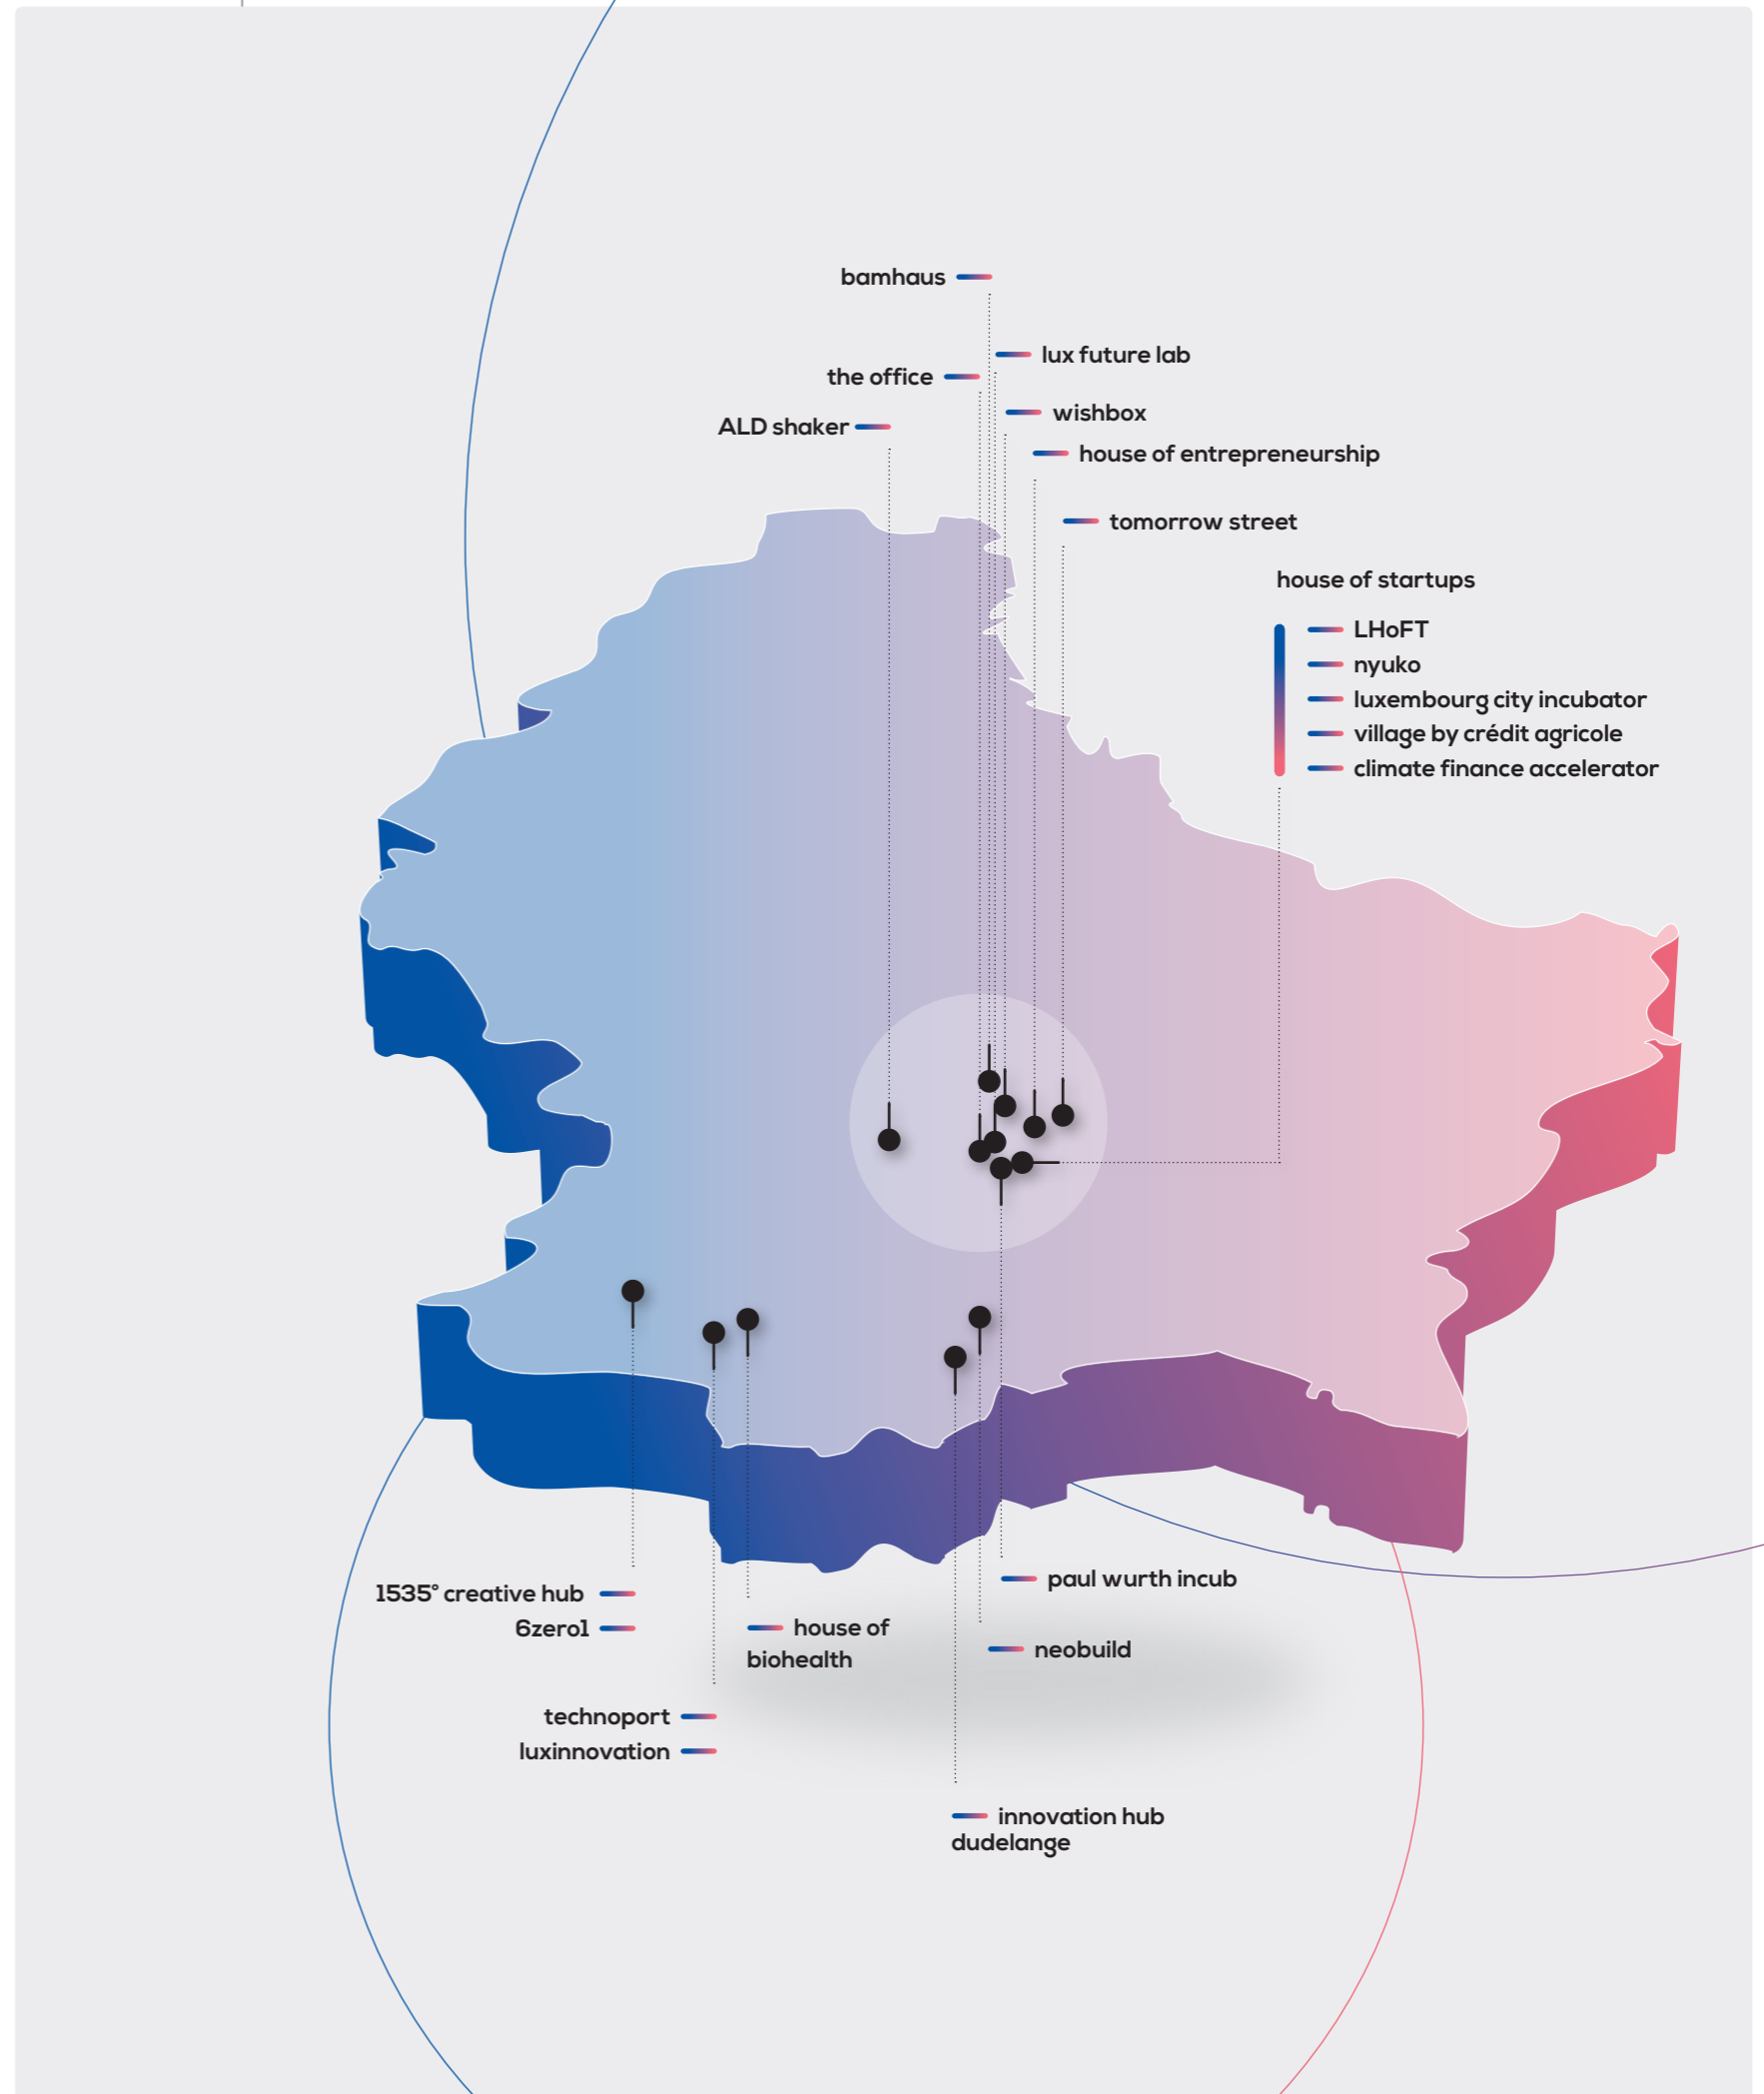 bamhaus
lux future lab
the office
wishbox
ALD shaker
house of entrepreneurship
tomorrow street
house of startups
LHoFT
nyuko
luxembourg city incubator
village by crédit agricole
climate finance accelerator
1535° creative hub
6zero1
paul wurth incub
house of
biohealth
neobuild
technoport
luxinnovation
innovation hub
dudelange